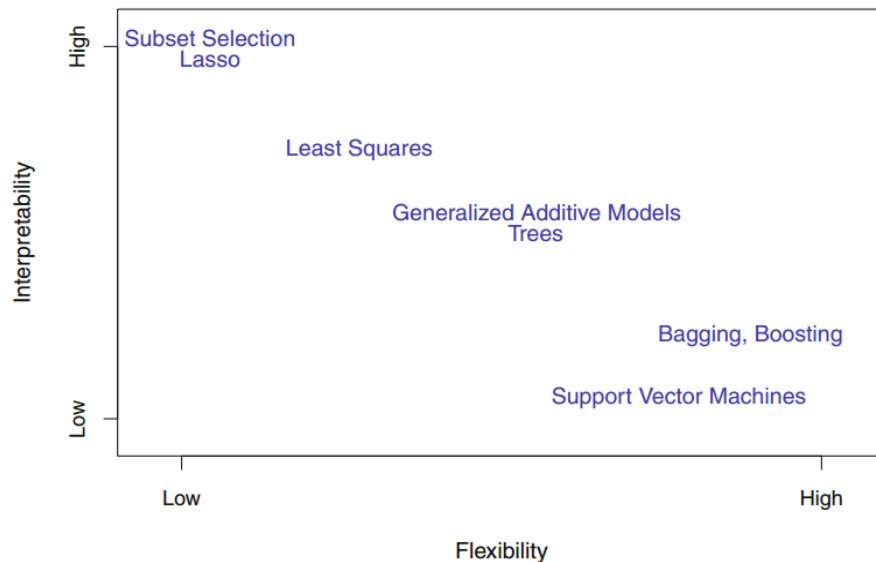 High
Subset Selection
Lasso
Least Squares
Interpretability
Generalized Additive Models
Trees
Bagging, Boosting
Support Vector Machines
Low
Low
High
Flexibility